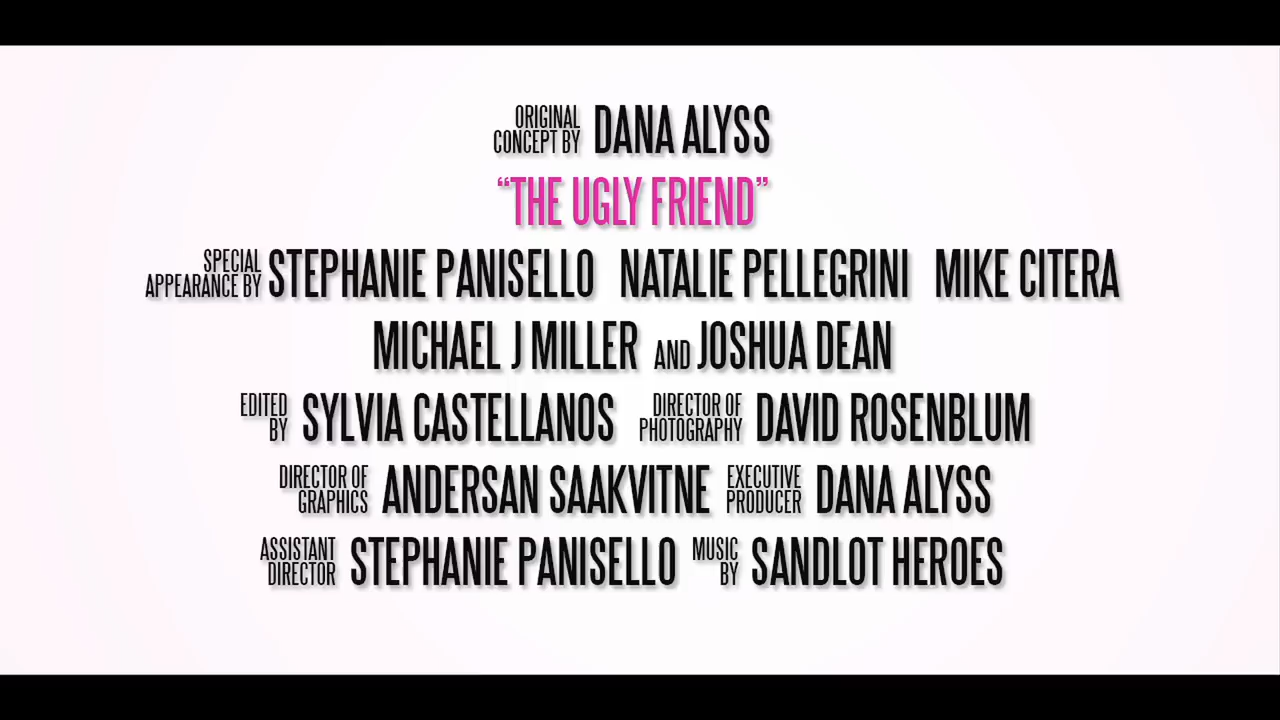 ORIGINAL CONCEPT BY DANA ALYSS
“THE UGLY FRIEND”
SPECIAL APPEARANCE BY STEPHANIE PANISELLO NATALIE PELLEGRINI MIKE CITERA
MICHAEL J MILLER AND JOSHUA DEAN
EDITED BY SYLVIA CASTELLANOS DIRECTOR OF PHOTOGRAPHY DAVID ROSENBLUM
DIRECTOR OF GRAPHICS ANDERSAN SAAKVITNE EXECUTIVE PRODUCER DANA ALYSS
ASSISTANT DIRECTOR STEPHANIE PANISELLO MUSIC BY SANDLOT HEROES